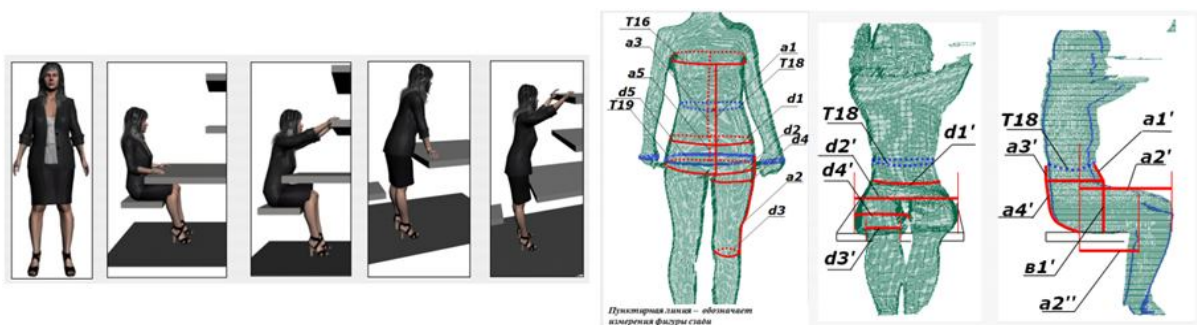 T16
a3
a5
d5
T19
a1
T18
d1
d2
d4
a2
d3
Пунктирная линия – обозначает
измерения фигуры сзади
T18
d2'
d4'
d3'
d1'
T18
a3'
a4'
a1'
a2'
в1'
a2''